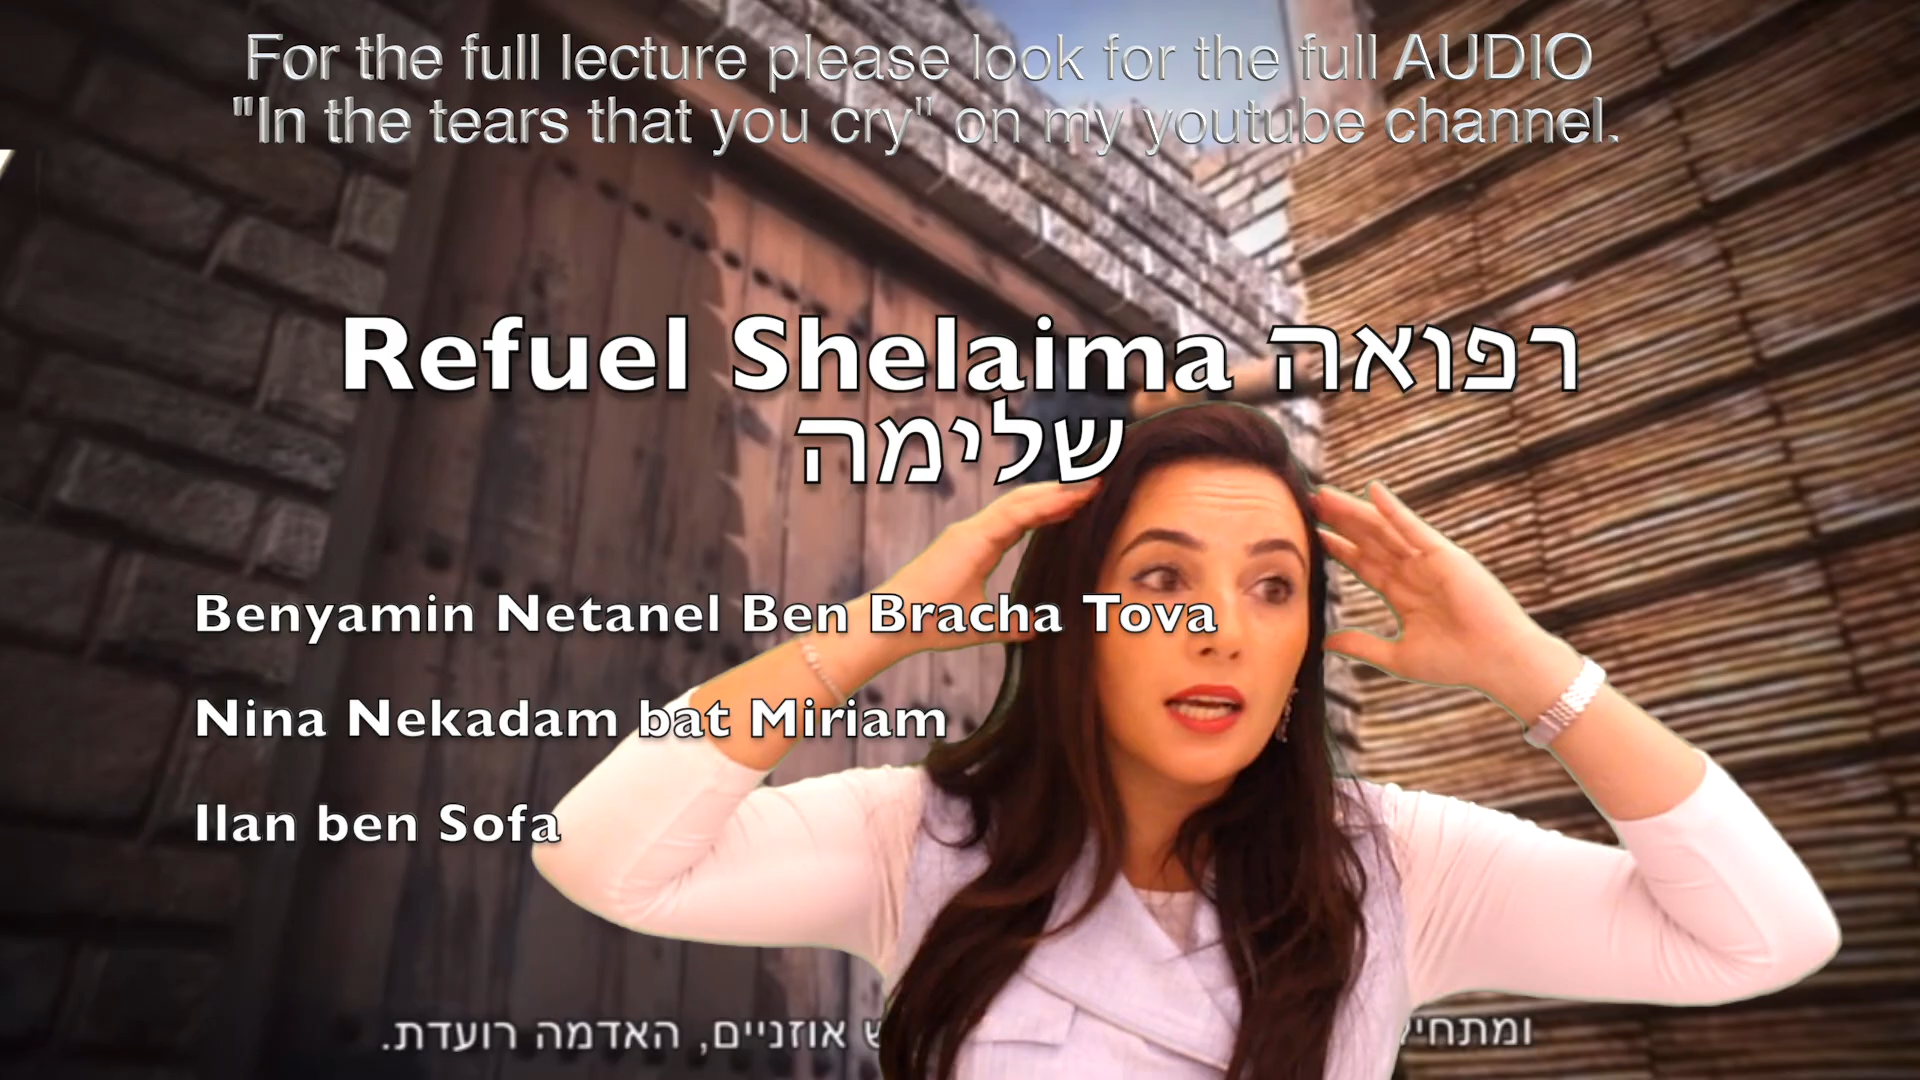 For the full lecture please look for the full AUDIO
"In the tears that you cry" on my youtube channel.
Refuel Shelaima רפואה
שלימה
Benyamin Netanel Ben Bracha Tova
Nina Nekadam bat Miriam
Ilan ben Sofa
אוזניים, האדמה רועדת.